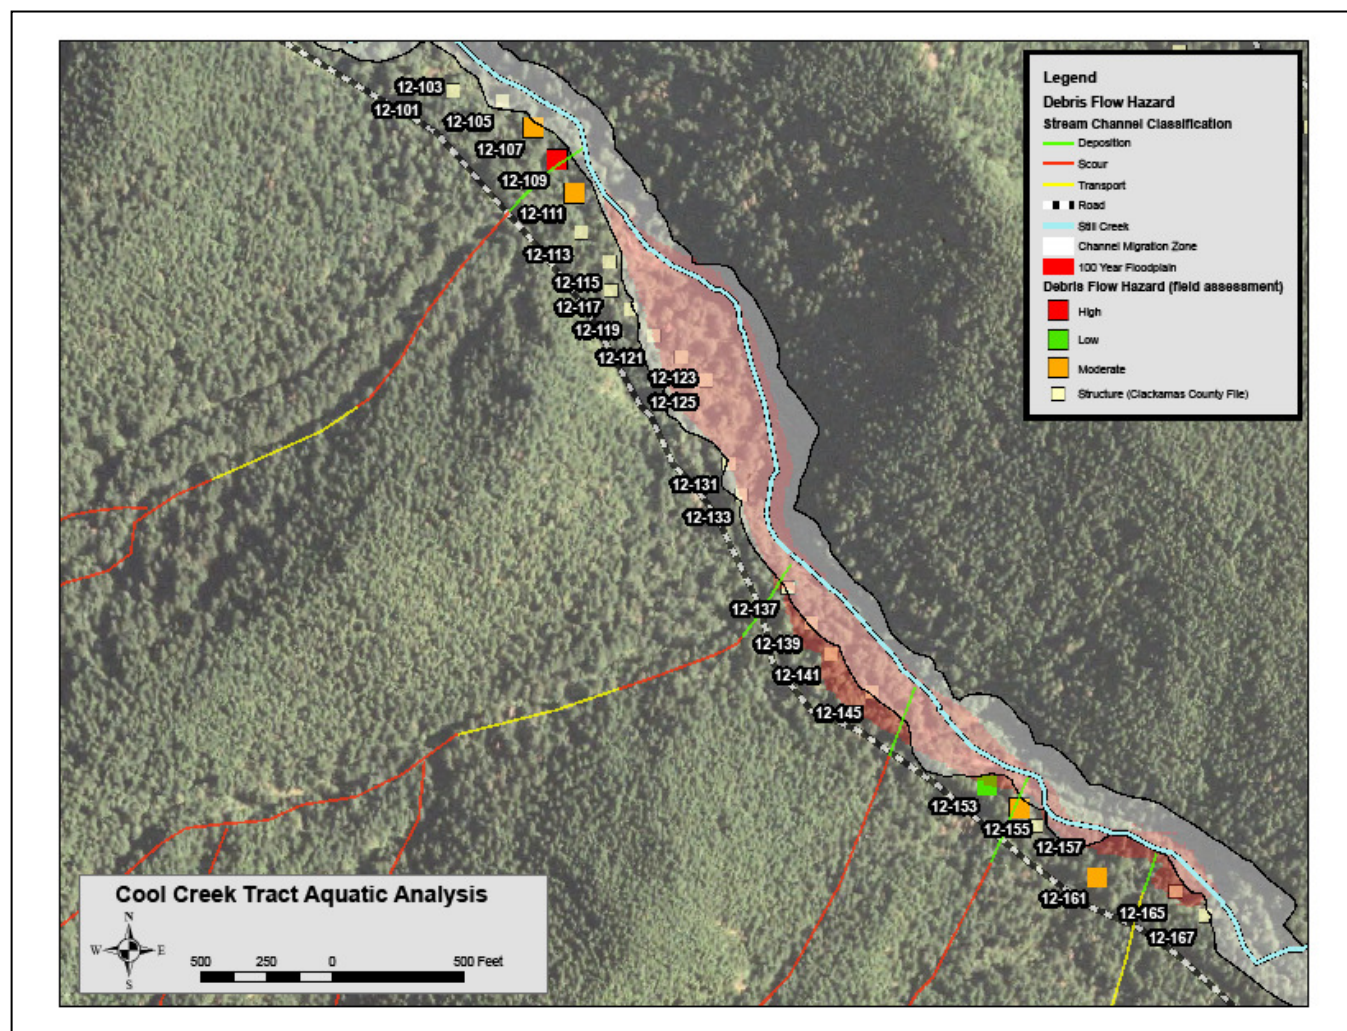 Legend
Debris Flow Hazard
Stream Channel Classification
Deposition
Scour
Transport
Road
Still Creek
Channel Migration Zone
100 Year Floodplain
Debris Flow Hazard (field assessment)
High
Low
Moderate
Structure (Clackamas County File)
12-103
12-101
12-105
12-107
12-109
12-111
12-113
12-115
12-117
12-119
12-121
12-123
12-125
12-131
12-133
12-137
12-139
12-141
12-145
12-153
12-155
12-157
12-161
12-165
12-167
Cool Creek Tract Aquatic Analysis
N
W E
S
500 250 0 500 Feet